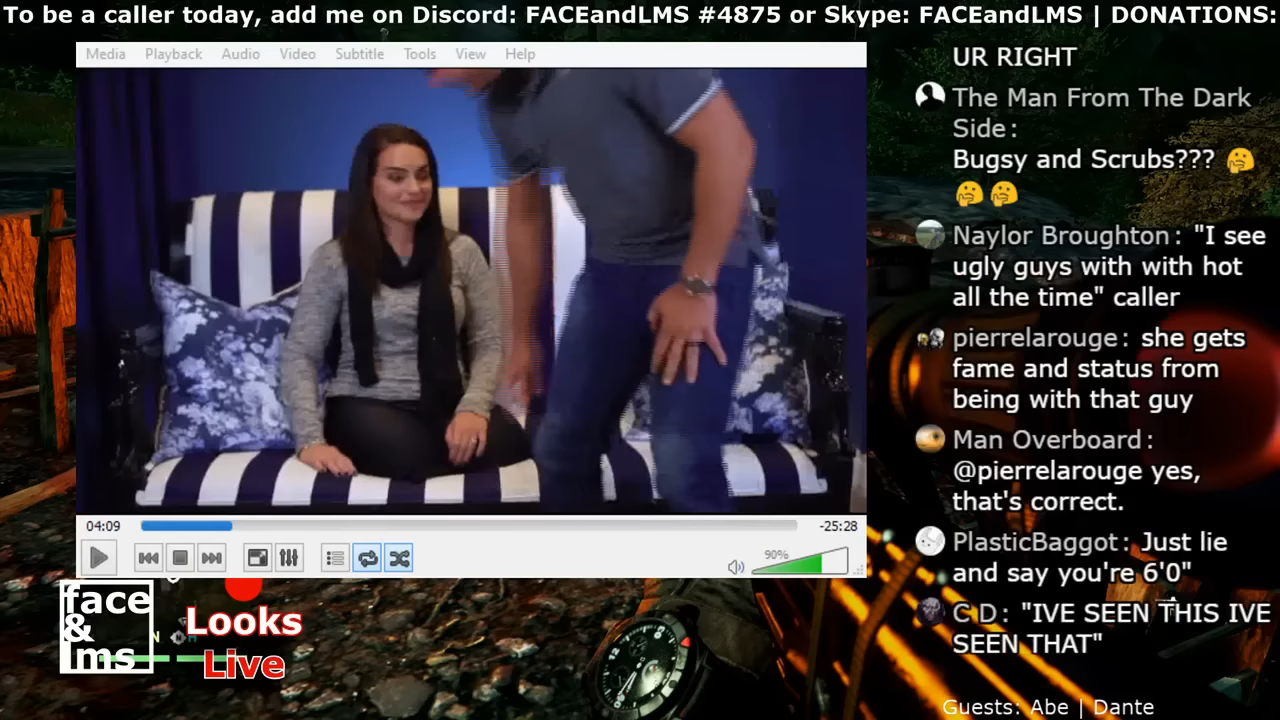 To be a caller today, add me on Discord: FACEandLMS #4875 or Skype: FACEandLMS | DONATIONS:
Media Playback Audio Video Subtitle Tools View Help
04:09
-25:28
90%
face
&
lms
Looks
Live
UR RIGHT
The Man From The Dark
Side:
Bugsy and Scrubs??? 🤔
🤔🤔
Naylor Broughton: "I see
ugly guys with with hot
all the time" caller
pierrelarouge: she gets
fame and status from
being with that guy
Man Overboard:
@pierrelarouge yes,
that's correct.
PlasticBaggot: Just lie
and say you're 6'0"
C D: "IVE SEEN THIS IVE
SEEN THAT"
Guests: Abe | Dante